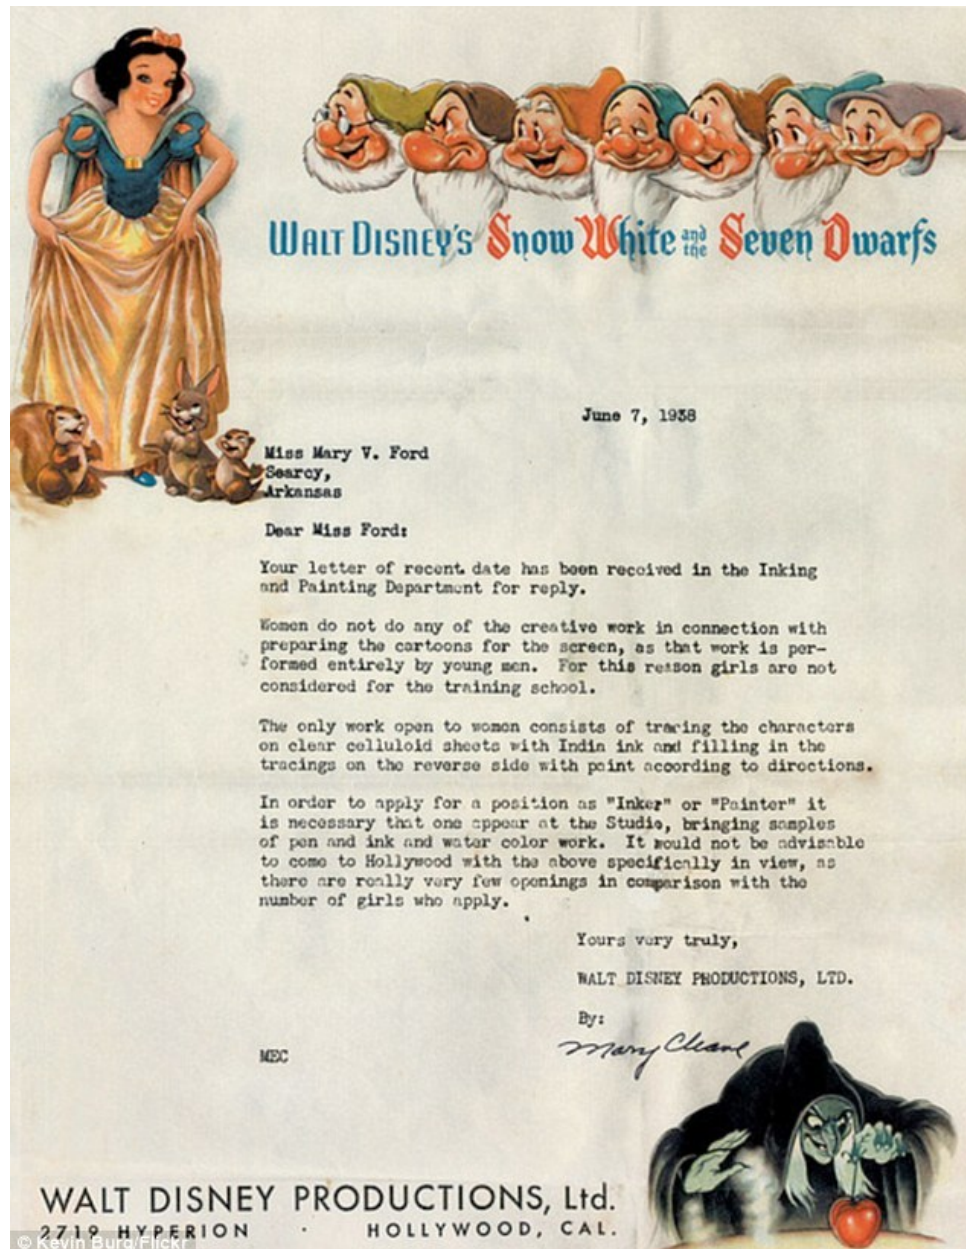 WALT DISNEY'S Snow White and the Seven Dwarfs
June 7, 1938
Miss Mary V. Ford
Searcy,
Arkansas
Dear Miss Ford:
Your letter of recent date has been received in the Inking
and Painting Department for reply.
Women do not do any of the creative work in connection with
preparing the cartoons for the screen, as that work is per-
formed entirely by young men. For this reason girls are not
considered for the training school.
The only work open to women consists of tracing the characters
on clear celluloid sheets with India ink and filling in the
tracings on the reverse side with paint according to directions.
In order to apply for a position as "Inker" or "Painter" it
is necessary that one appear at the Studio, bringing samples
of pen and ink and water color work. It would not be advisable
to come to Hollywood with the above specifically in view, as
there are really very few openings in comparison with the
number of girls who apply.
Yours very truly,
WALT DISNEY PRODUCTIONS, LTD.
By:
Mary Cleave
MEC
WALT DISNEY PRODUCTIONS, Ltd.
2719 HYPERION · HOLLYWOOD, CAL.
© Kevin Burg/Flickr